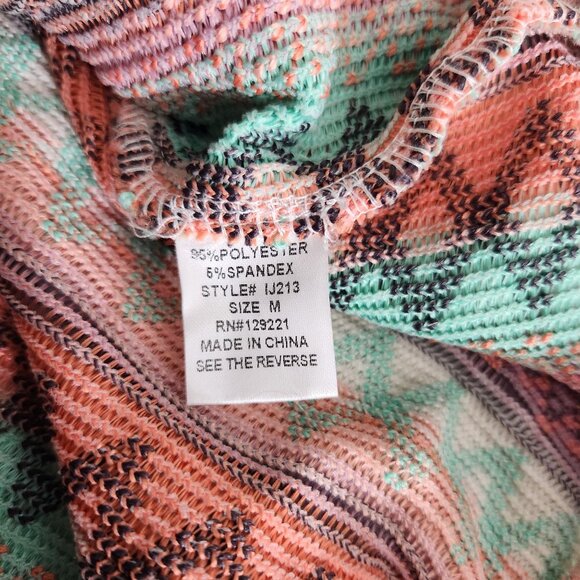 95%POLYESTER
5%SPANDEX
STYLE# IJ213
SIZE M
RN#129221
MADE IN CHINA
SEE THE REVERSE